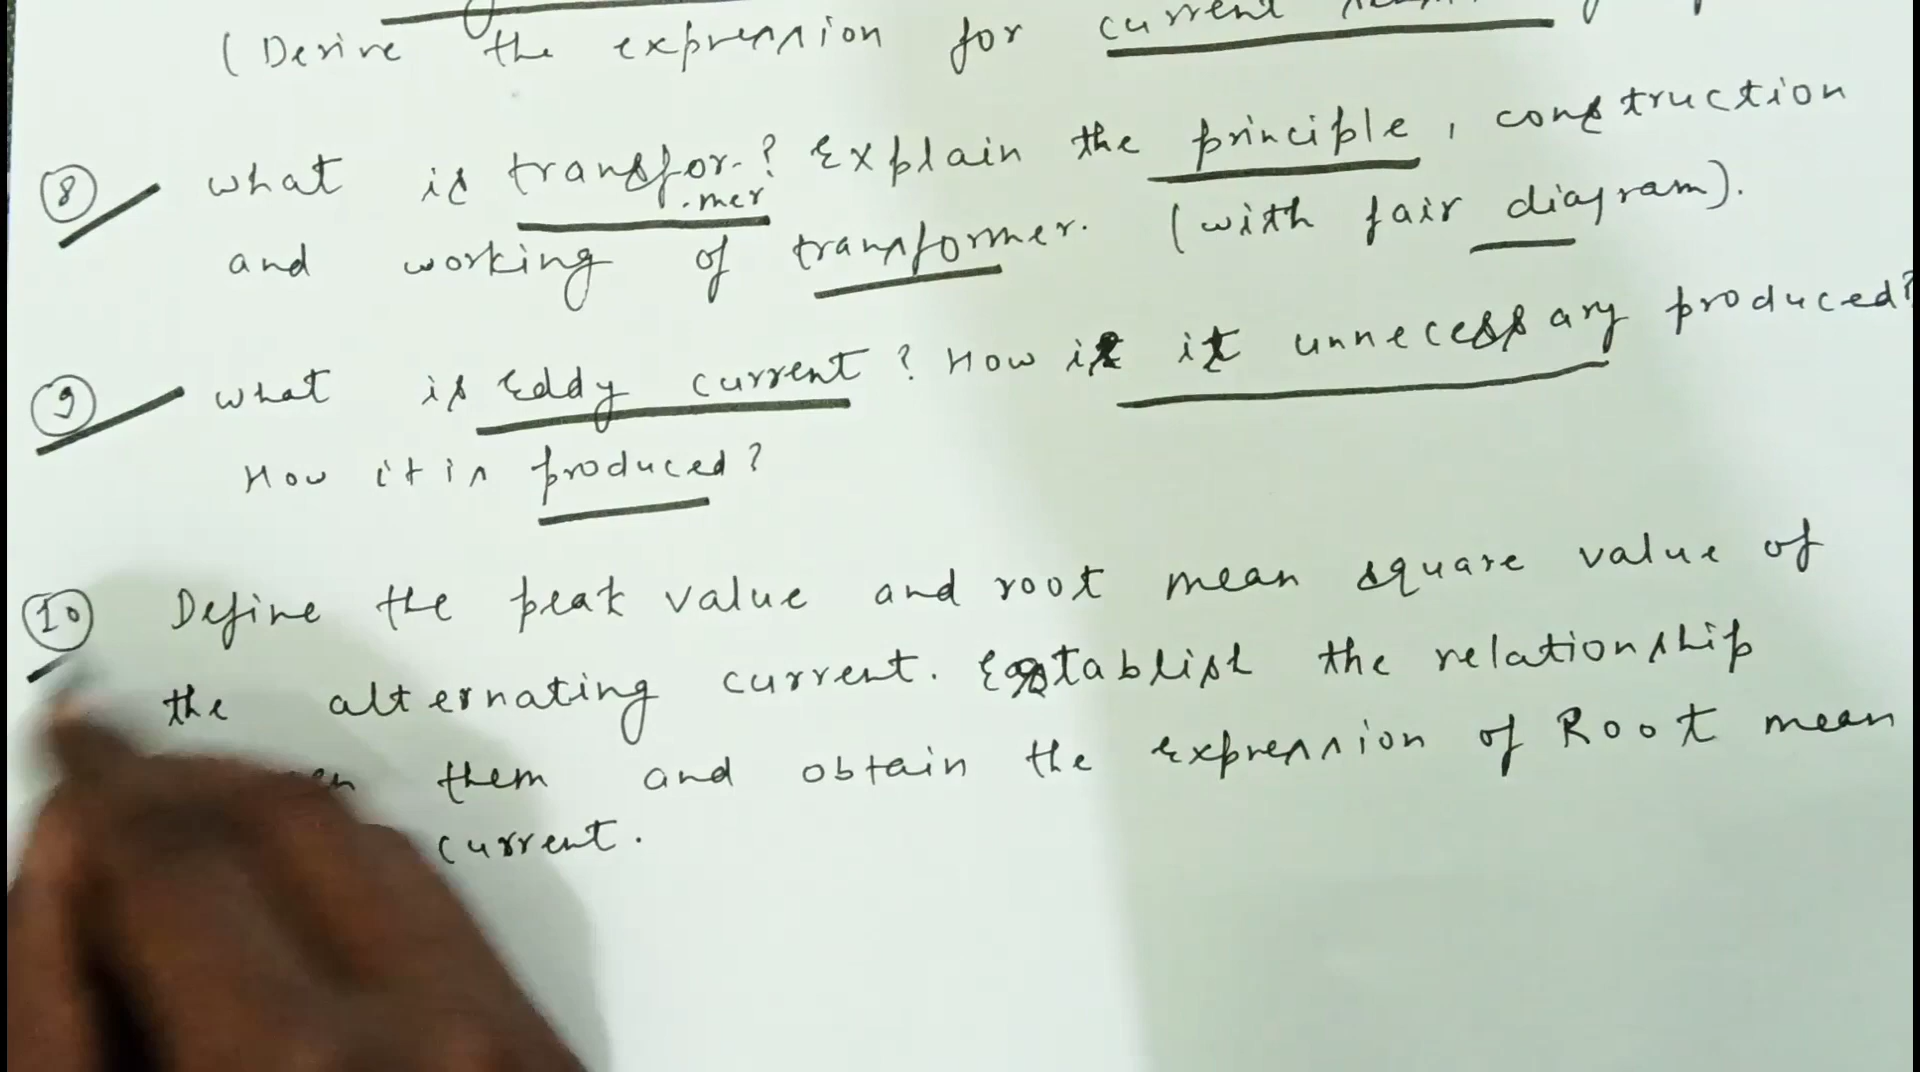 (Derive the expression for current
⑧ what is transfor- ? Explain the principle, construction
.mer
and working of transformer. (with fair diagram).
⑨ what is Eddy current ? How is it unnecessary produced?
How it is produced?
⑩ Define the peak value and root mean square value of
the alternating current. Establish the relationship
them and obtain the expression of Root mean
current.